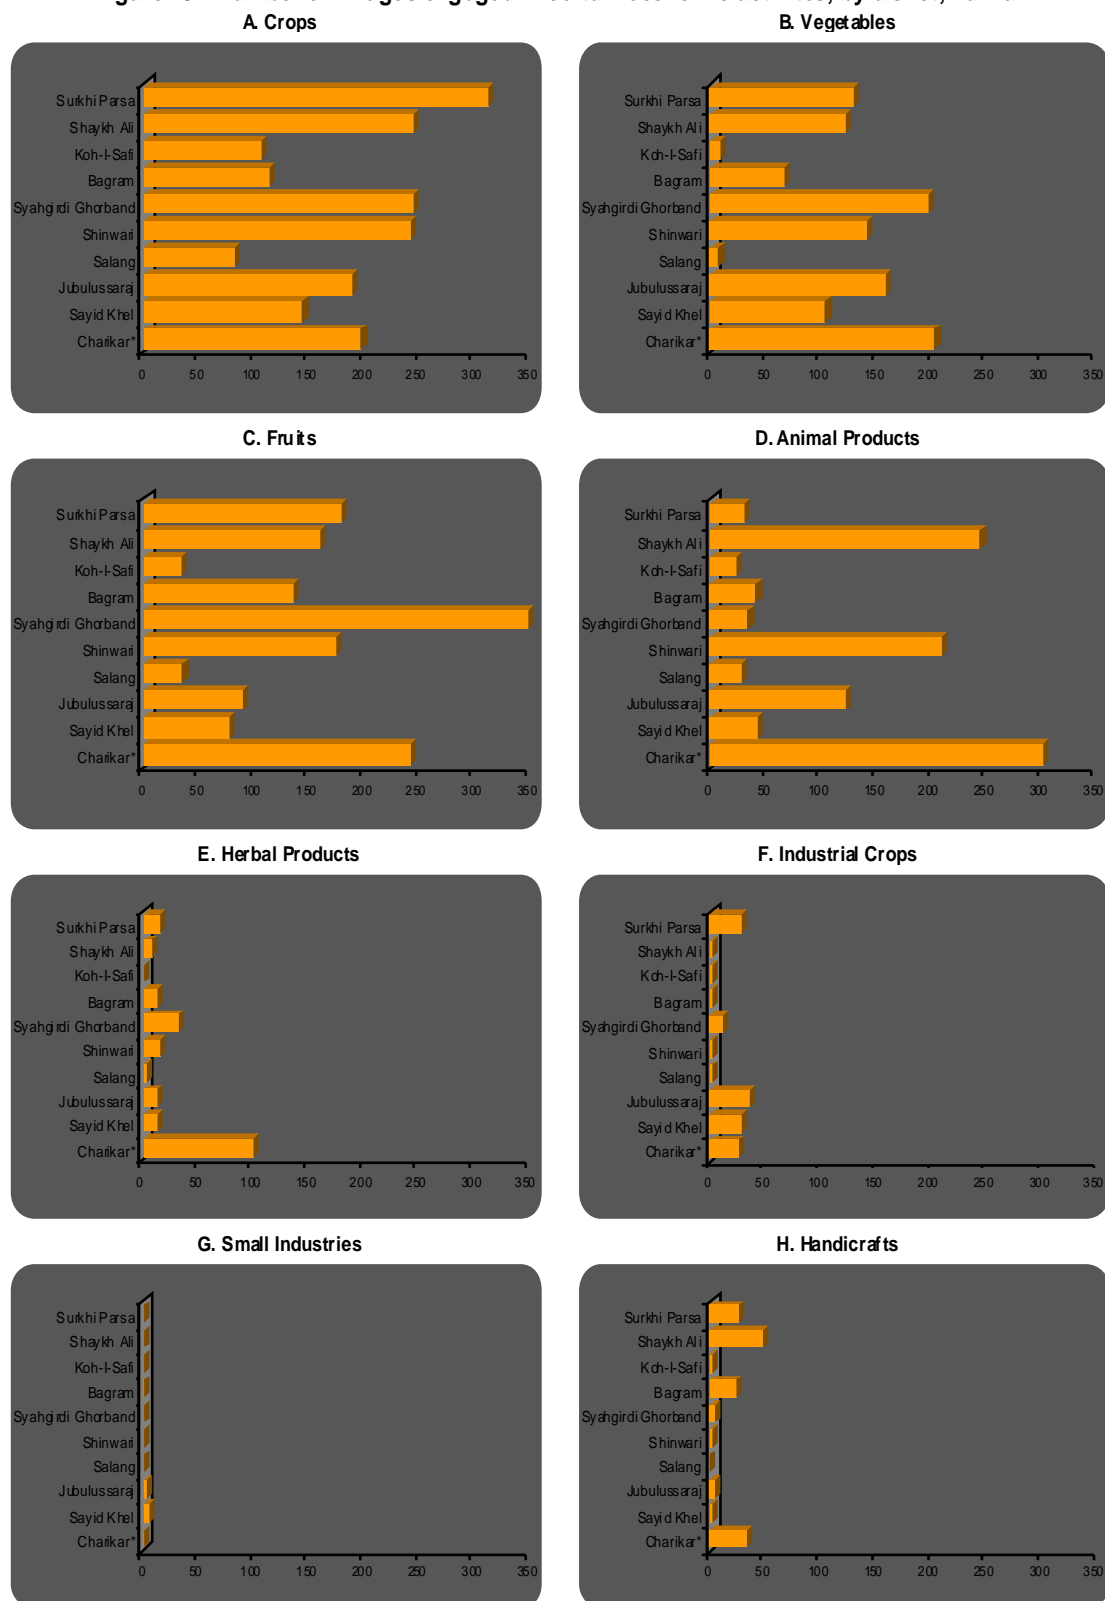 A. Crops
Surkhi Parsa
Shaykh Ali
Koh-I-Safi
Bagram
Syahgirdi Ghorband
Shinwari
Salang
Jubulussaraj
Sayid Khel
Charikar*
0 50 100 150 200 250 300 350
B. Vegetables
Surkhi Parsa
Shaykh Ali
Koh-I-Safi
Bagram
Syahgirdi Ghorband
Shinwari
Salang
Jubulussaraj
Sayid Khel
Charikar*
0 50 100 150 200 250 300 350
C. Fruits
Surkhi Parsa
Shaykh Ali
Koh-I-Safi
Bagram
Syahgirdi Ghorband
Shinwari
Salang
Jubulussaraj
Sayid Khel
Charikar*
0 50 100 150 200 250 300 350
D. Animal Products
Surkhi Parsa
Shaykh Ali
Koh-I-Safi
Bagram
Syahgirdi Ghorband
Shinwari
Salang
Jubulussaraj
Sayid Khel
Charikar*
0 50 100 150 200 250 300 350
E. Herbal Products
Surkhi Parsa
Shaykh Ali
Koh-I-Safi
Bagram
Syahgirdi Ghorband
Shinwari
Salang
Jubulussaraj
Sayid Khel
Charikar*
0 50 100 150 200 250 300 350
F. Industrial Crops
Surkhi Parsa
Shaykh Ali
Koh-I-Safi
Bagram
Syahgirdi Ghorband
Shinwari
Salang
Jubulussaraj
Sayid Khel
Charikar*
0 50 100 150 200 250 300 350
G. Small Industries
Surkhi Parsa
Shaykh Ali
Koh-I-Safi
Bagram
Syahgirdi Ghorband
Shinwari
Salang
Jubulussaraj
Sayid Khel
Charikar*
0 50 100 150 200 250 300 350
H. Handicrafts
Surkhi Parsa
Shaykh Ali
Koh-I-Safi
Bagram
Syahgirdi Ghorband
Shinwari
Salang
Jubulussaraj
Sayid Khel
Charikar*
0 50 100 150 200 250 300 350